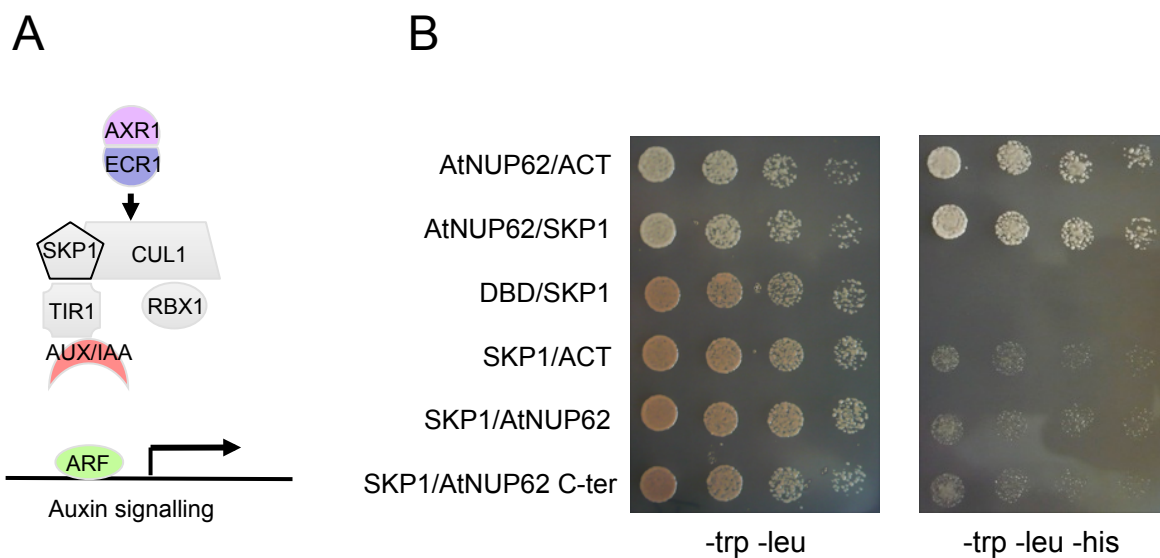 A
AXR1
ECR1
SKP1
CUL1
TIR1
RBX1
AUX/IAA
ARF
Auxin signalling
B
AtNUP62/ACT
AtNUP62/SKP1
DBD/SKP1
SKP1/ACT
SKP1/AtNUP62
SKP1/AtNUP62 C-ter
-trp -leu
-trp -leu -his